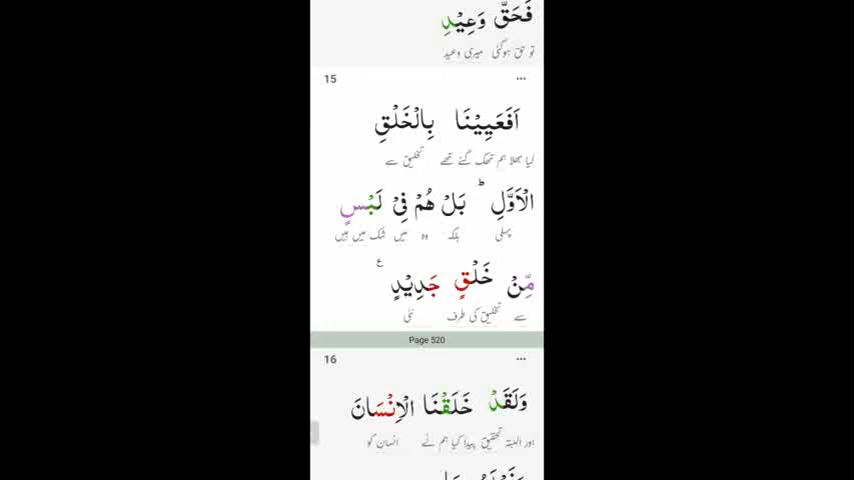 فَحَقَّ وَعِيْدِ
تو حق ہوگئی میری وعید
15 ...
اَفَعَيِيْنَا بِالْخَلْقِ
کیا بھلا ہم تھک گئے تھے تخلیق سے
الْاَوَّلِ ؕ بَلْ هُمْ فِيْ لَبْسٍ
پہلی بلکہ وہ میں شک میں ہیں
مِّنْ خَلْقٍ جَدِيْدٍ ۧ
سے تخلیق کی طرف نئی
Page 520
16 ...
وَلَقَدْ خَلَقْنَا الْاِنْسَانَ
اور البتہ تحقیق پیدا کیا ہم نے انسان کو